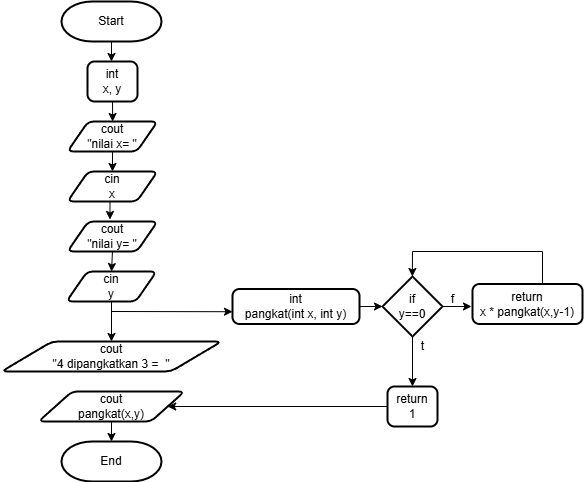 Start
int
x, y
cout
"nilai x= "
cin
x
cout
"nilai y= "
cin
y
int
pangkat(int x, int y)
if
y==0
f
return
x * pangkat(x,y-1)
t
cout
"4 dipangkatkan 3 =  "
return
1
cout
pangkat(x,y)
End